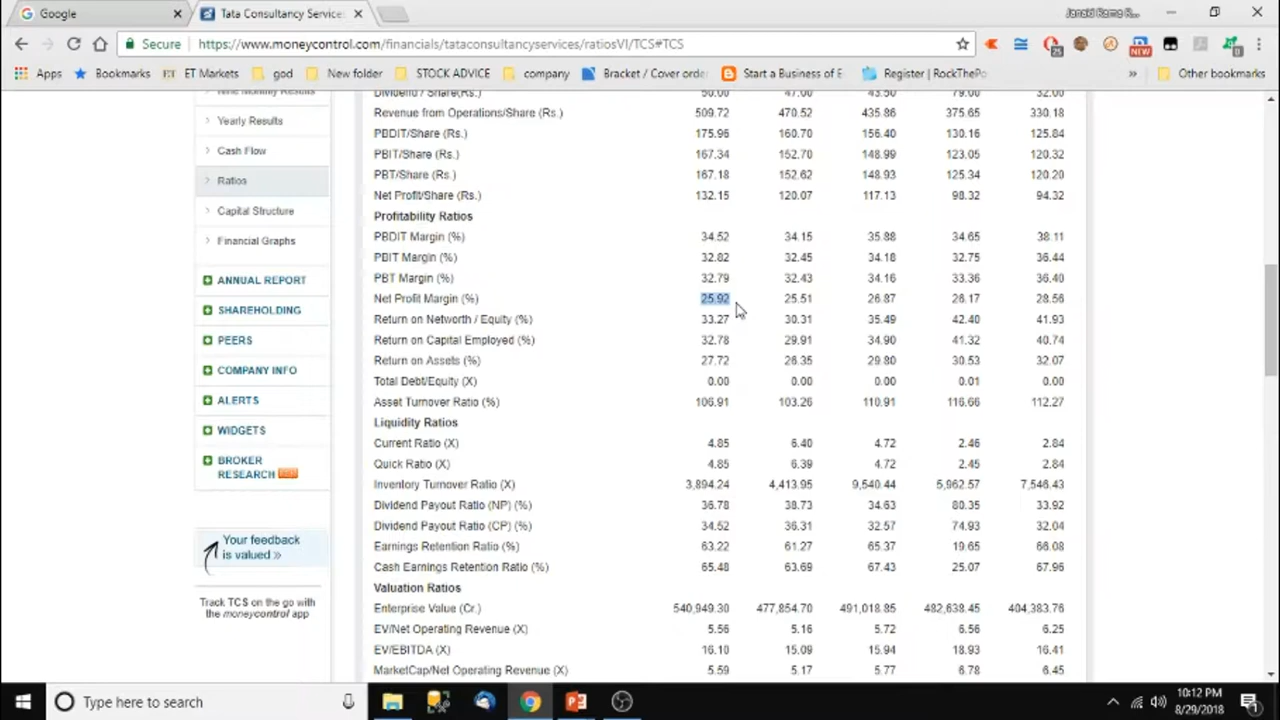 Google
Tata Consultancy Service
Secure https://www.moneycontrol.com/financials/tataconsultancyservices/ratiosVI/TCS#TCS
25 NEW 0
Apps Bookmarks ET Markets god New folder STOCK ADVICE company Bracket / Cover orde Start a Business of E Register | RockThePo » Other bookmarks
Nine Monthly Results
Yearly Results
Cash Flow
Ratios
Capital Structure
Financial Graphs
ANNUAL REPORT
SHAREHOLDING
PEERS
COMPANY INFO
ALERTS
WIDGETS
BROKER
RESEARCH
Your feedback
is valued »
Track TCS on the go with
the moneycontrol app
Dividend / Share(Rs.) 50.00 47.00 43.50 79.00 32.00
Revenue from Operations/Share (Rs.) 509.72 470.52 435.86 375.65 330.18
PBDIT/Share (Rs.) 175.96 160.70 156.40 130.16 125.84
PBIT/Share (Rs.) 167.34 152.70 148.99 123.05 120.32
PBT/Share (Rs.) 167.18 152.62 148.93 125.34 120.20
Net Profit/Share (Rs.) 132.15 120.07 117.13 98.32 94.32
Profitability Ratios
PBDIT Margin (%) 34.52 34.15 35.88 34.65 38.11
PBIT Margin (%) 32.82 32.45 34.18 32.75 36.44
PBT Margin (%) 32.79 32.43 34.16 33.36 36.40
Net Profit Margin (%) 25.92 25.51 26.87 26.17 28.56
Return on Networth / Equity (%) 33.27 30.31 35.49 42.40 41.93
Return on Capital Employed (%) 32.78 29.91 34.90 41.32 40.74
Return on Assets (%) 27.72 26.35 29.80 30.53 32.07
Total Debt/Equity (X) 0.00 0.00 0.00 0.01 0.00
Asset Turnover Ratio (%) 106.91 103.26 110.91 116.66 112.27
Liquidity Ratios
Current Ratio (X) 4.85 6.40 4.72 2.46 2.84
Quick Ratio (X) 4.85 6.39 4.72 2.45 2.84
Inventory Turnover Ratio (X) 3,894.24 4,413.95 9,540.44 5,962.57 7,546.43
Dividend Payout Ratio (NP) (%) 36.78 38.73 34.63 80.35 33.92
Dividend Payout Ratio (CP) (%) 34.52 36.31 32.57 74.93 32.04
Earnings Retention Ratio (%) 63.22 61.27 65.37 19.65 66.08
Cash Earnings Retention Ratio (%) 65.48 63.69 67.43 25.07 67.96
Valuation Ratios
Enterprise Value (Cr.) 540,949.30 477,854.70 491,018.85 482,638.45 404,383.76
EV/Net Operating Revenue (X) 5.56 5.16 5.72 6.56 6.25
EV/EBITDA (X) 16.10 15.09 15.94 18.93 16.41
MarketCap/Net Operating Revenue (X) 5.59 5.17 5.77 6.78 6.45
Type here to search
10:12 PM
8/29/2018